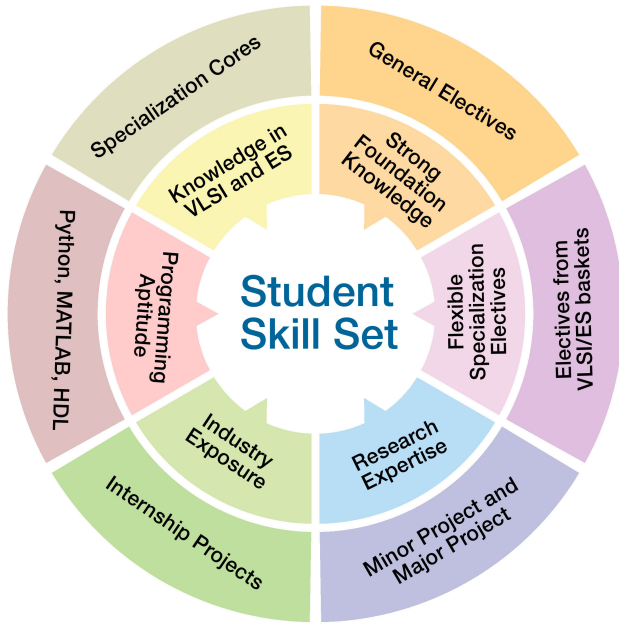 Specialization Cores
General Electives
Knowledge in
VLSI and ES
Strong
Foundation
Knowledge
Python, MATLAB, HDL
Programming
Aptitude
Student
Skill Set
Flexible
Specialization
Electives
Electives from
VLSI/ES baskets
Industry
Exposure
Research
Expertise
Internship Projects
Minor Project and
Major Project